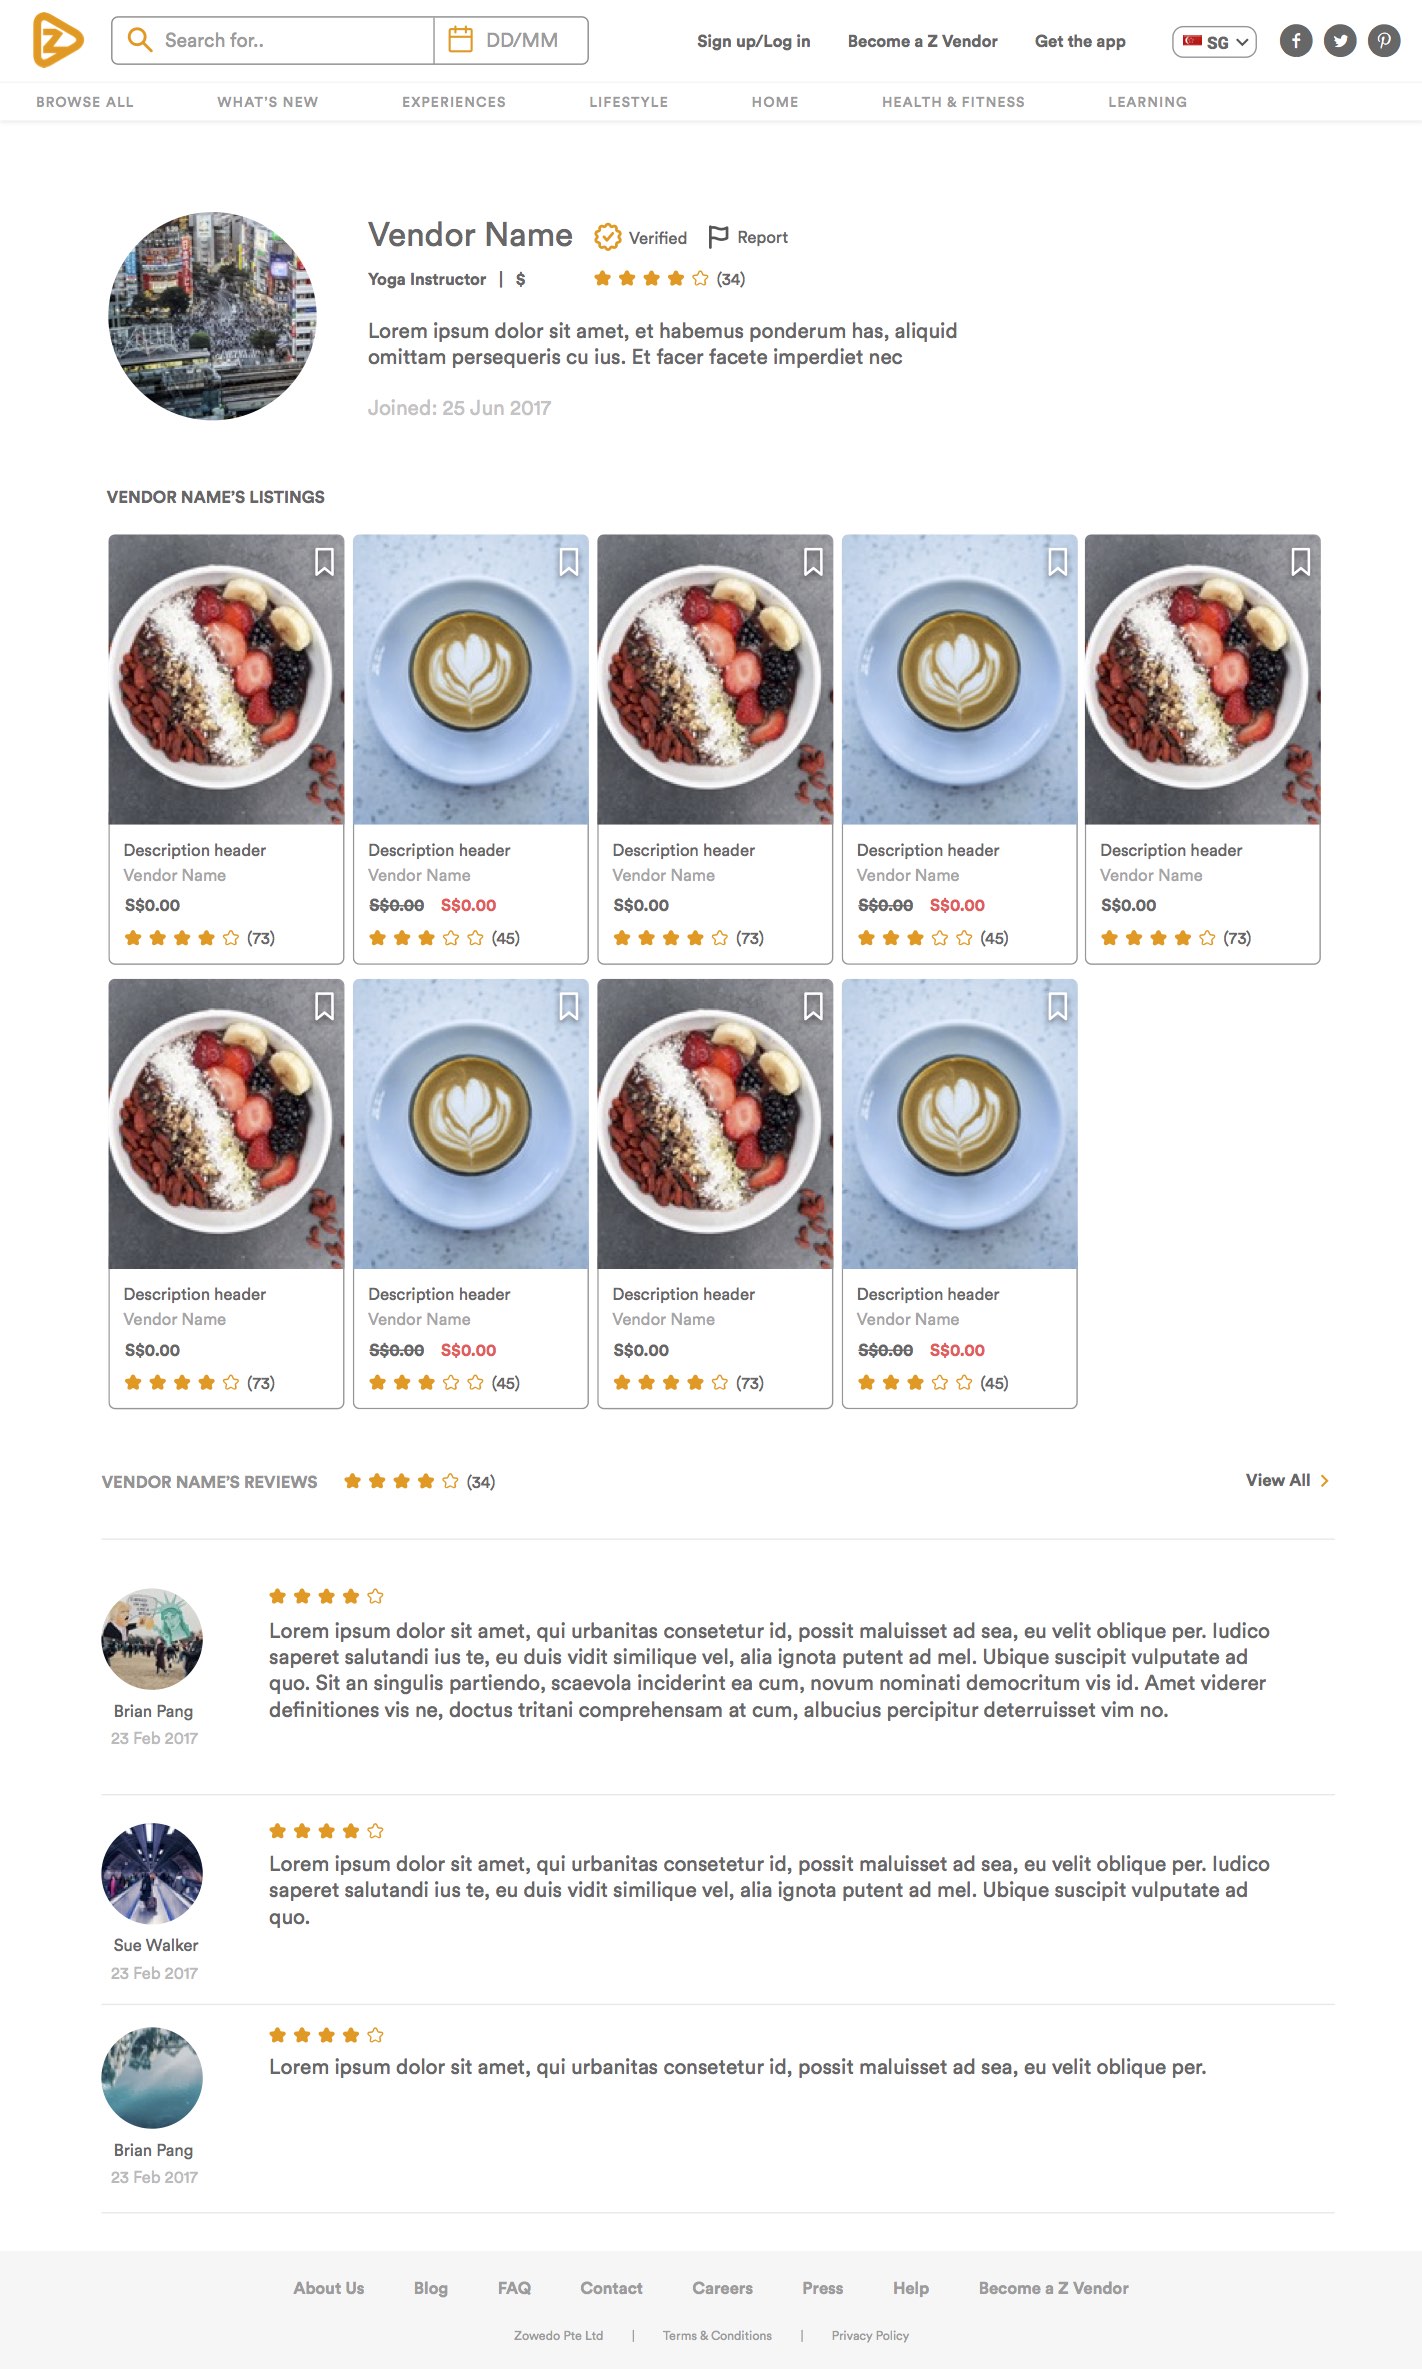 Search for..
DD/MM
Sign up/Log in
Become a Z Vendor
Get the app
SG
BROWSE ALL
WHAT'S NEW
EXPERIENCES
LIFESTYLE
HOME
HEALTH & FITNESS
LEARNING
Vendor Name
Verified
Report
Yoga Instructor | $
(34)
Lorem ipsum dolor sit amet, et habemus ponderum has, aliquid
omittam persequeris cu ius. Et facer facete imperdiet nec
Joined: 25 Jun 2017
VENDOR NAME'S LISTINGS
Description header
Vendor Name
S$0.00
(73)
Description header
Vendor Name
S$0.00 S$0.00
(45)
Description header
Vendor Name
S$0.00
(73)
Description header
Vendor Name
S$0.00 S$0.00
(45)
Description header
Vendor Name
S$0.00
(73)
Description header
Vendor Name
S$0.00
(73)
Description header
Vendor Name
S$0.00 S$0.00
(45)
Description header
Vendor Name
S$0.00
(73)
Description header
Vendor Name
S$0.00 S$0.00
(45)
VENDOR NAME'S REVIEWS
(34)
View All
Lorem ipsum dolor sit amet, qui urbanitas consetetur id, possit maluisset ad sea, eu velit oblique per. Iudico
saperet salutandi ius te, eu duis vidit similique vel, alia ignota putent ad mel. Ubique suscipit vulputate ad
quo. Sit an singulis partiendo, scaevola inciderint ea cum, novum nominati democritum vis id. Amet viderer
definitiones vis ne, doctus tritani comprehensam at cum, albucius percipitur deterruisset vim no.
Brian Pang
23 Feb 2017
Lorem ipsum dolor sit amet, qui urbanitas consetetur id, possit maluisset ad sea, eu velit oblique per. Iudico
saperet salutandi ius te, eu duis vidit similique vel, alia ignota putent ad mel. Ubique suscipit vulputate ad
quo.
Sue Walker
23 Feb 2017
Lorem ipsum dolor sit amet, qui urbanitas consetetur id, possit maluisset ad sea, eu velit oblique per.
Brian Pang
23 Feb 2017
About Us
Blog
FAQ
Contact
Careers
Press
Help
Become a Z Vendor
Zowedo Pte Ltd | Terms & Conditions | Privacy Policy